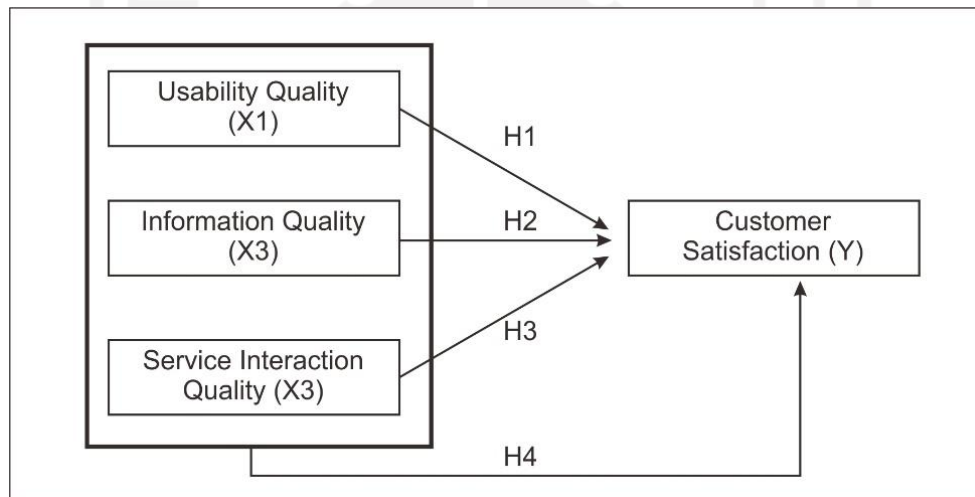 Usability Quality
(X1)
H1
Information Quality
(X3)
H2
Customer
Satisfaction (Y)
Service Interaction
Quality (X3)
H3
H4